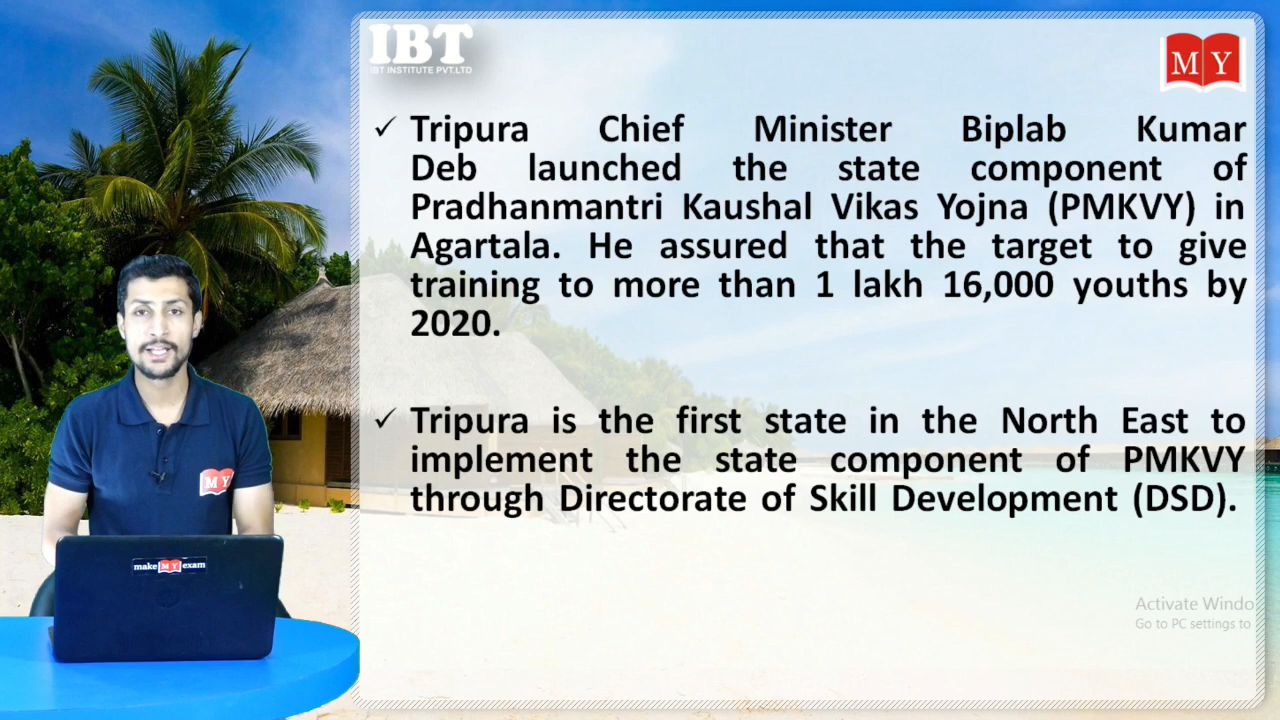 IBT
IBT INSTITUTE PVT.LTD
M Y
✓ Tripura Chief Minister Biplab Kumar
Deb launched the state component of
Pradhanmantri Kaushal Vikas Yojna (PMKVY) in
Agartala. He assured that the target to give
training to more than 1 lakh 16,000 youths by
2020.
✓ Tripura is the first state in the North East to
implement the state component of PMKVY
through Directorate of Skill Development (DSD).
M Y
make MY exam
Activate Windo
Go to PC settings to